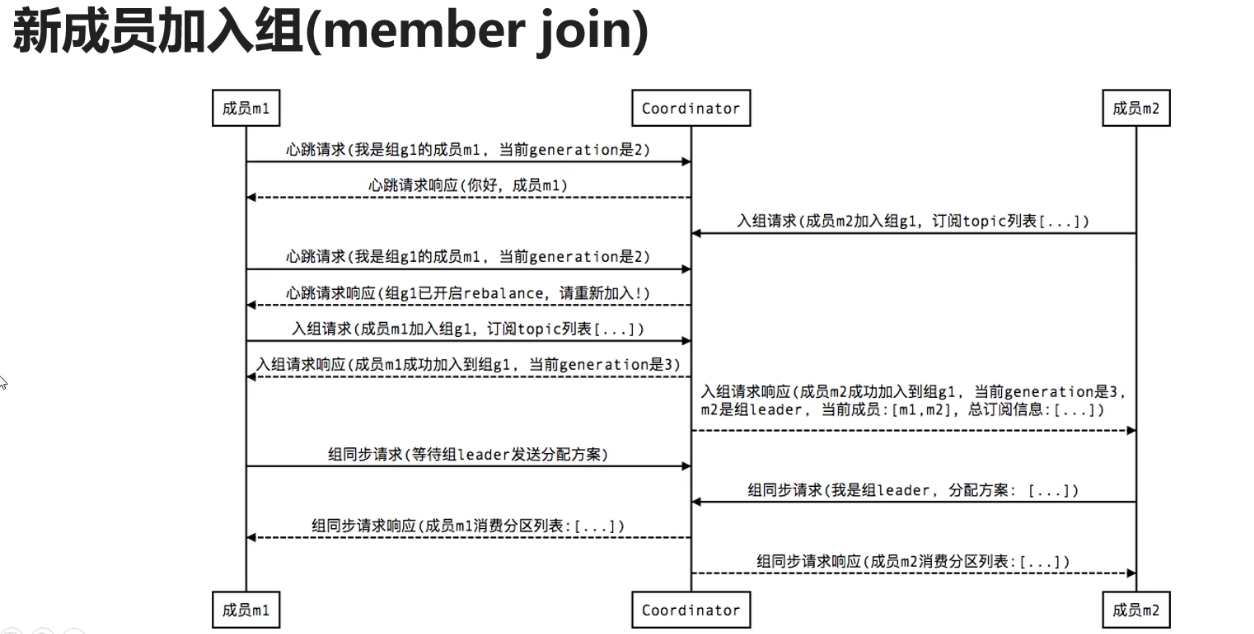 新成员加入组(member join)
成员m1
Coordinator
成员m2
心跳请求(我是组g1的成员m1, 当前generation是2)
心跳请求响应(你好, 成员m1)
入组请求(成员m2加入组g1, 订阅topic列表[...])
心跳请求(我是组g1的成员m1, 当前generation是2)
心跳请求响应(组g1已开启rebalance, 请重新加入!)
入组请求(成员m1加入组g1, 订阅topic列表[...])
入组请求响应(成员m1成功加入到组g1, 当前generation是3)
入组请求响应(成员m2成功加入到组g1, 当前generation是3,
m2是组leader, 当前成员:[m1,m2], 总订阅信息:[...])
组同步请求(等待组leader发送分配方案)
组同步请求(我是组leader, 分配方案: [...])
组同步请求响应(成员m1消费分区列表:[...])
组同步请求响应(成员m2消费分区列表:[...])
成员m1
Coordinator
成员m2